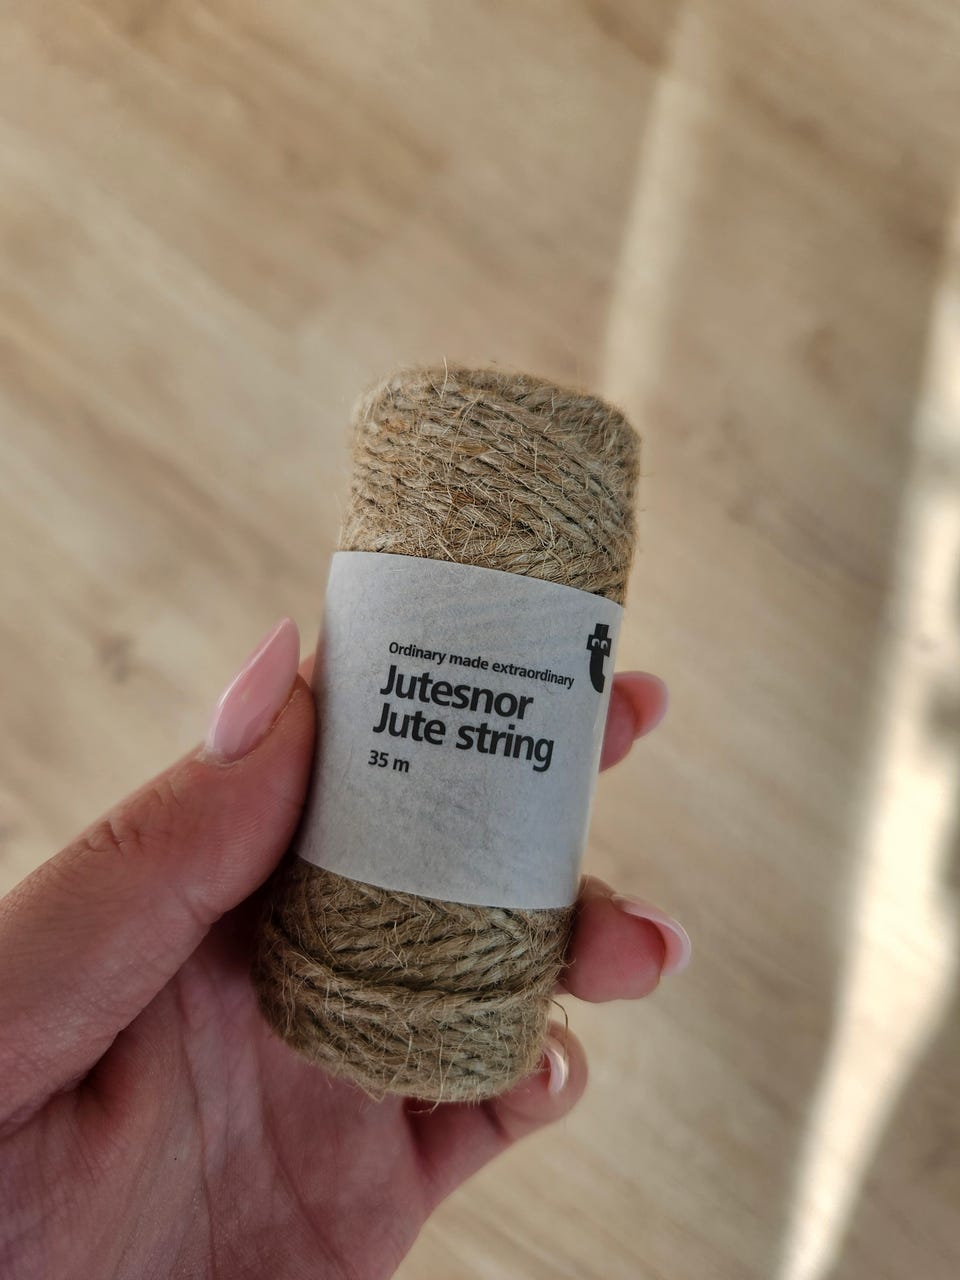 Ordinary made extraordinary
Jutesnor
Jute string
35 m